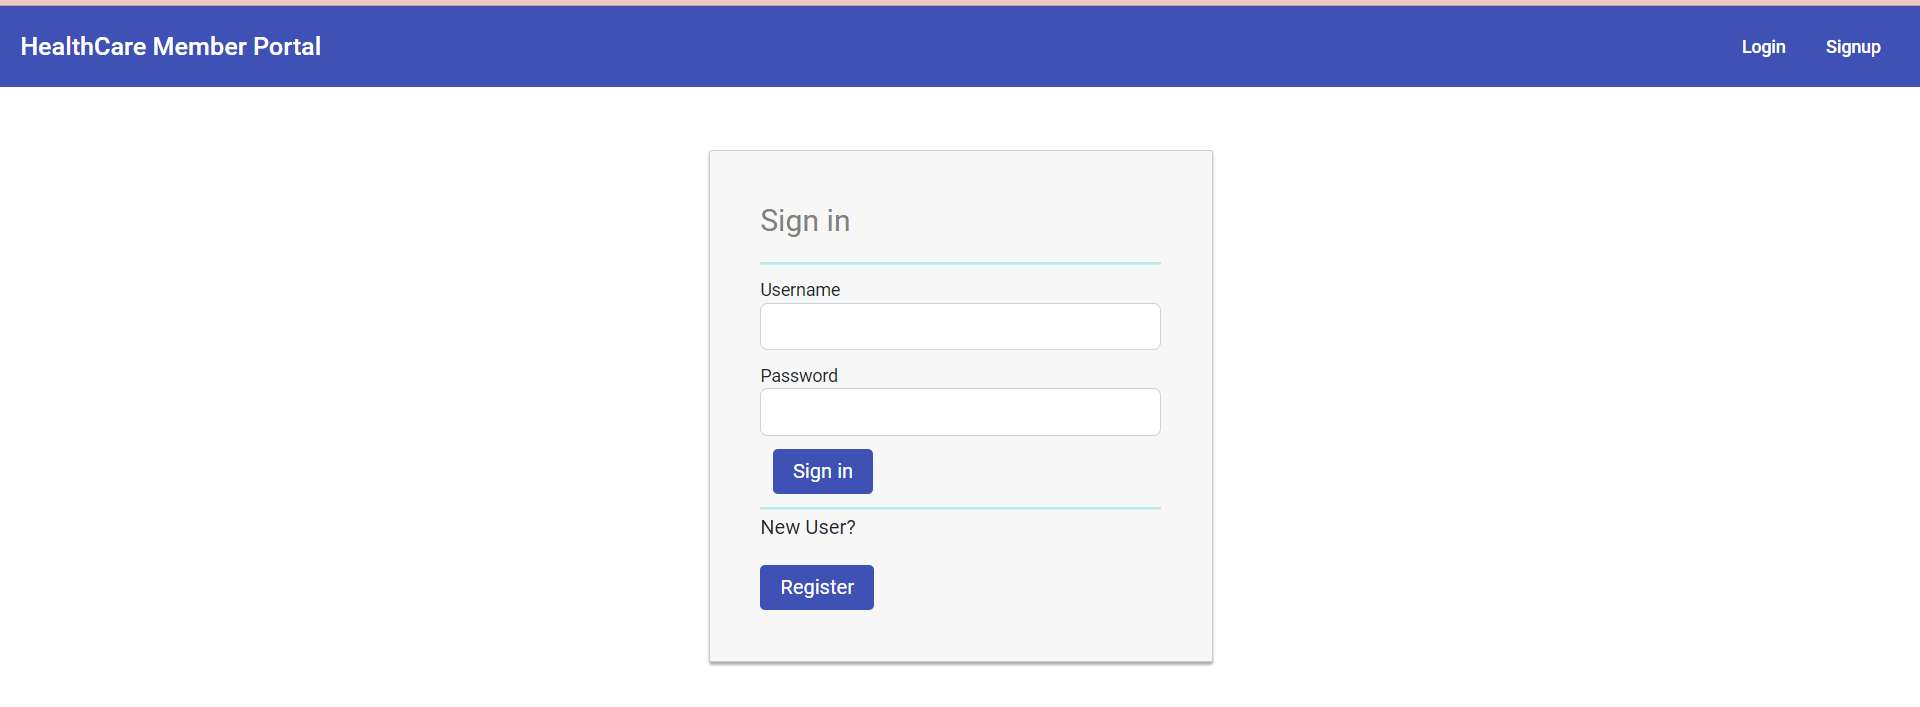 HealthCare Member Portal
Login Signup
Sign in
Username
Password
Sign in
New User?
Register